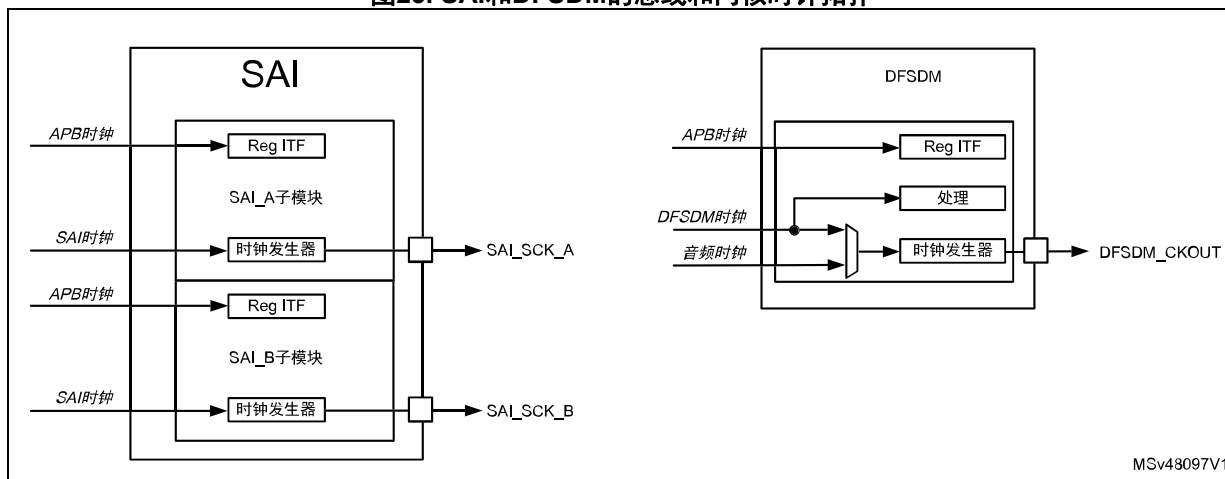 SAI
APB时钟
Reg ITF
SAI_A子模块
SAI时钟
时钟发生器
SAI_SCK_A
APB时钟
Reg ITF
SAI_B子模块
SAI时钟
时钟发生器
SAI_SCK_B
DFSDM
APB时钟
Reg ITF
处理
DFSDM时钟
音频时钟
时钟发生器
DFSDM_CKOUT
MSv48097V1